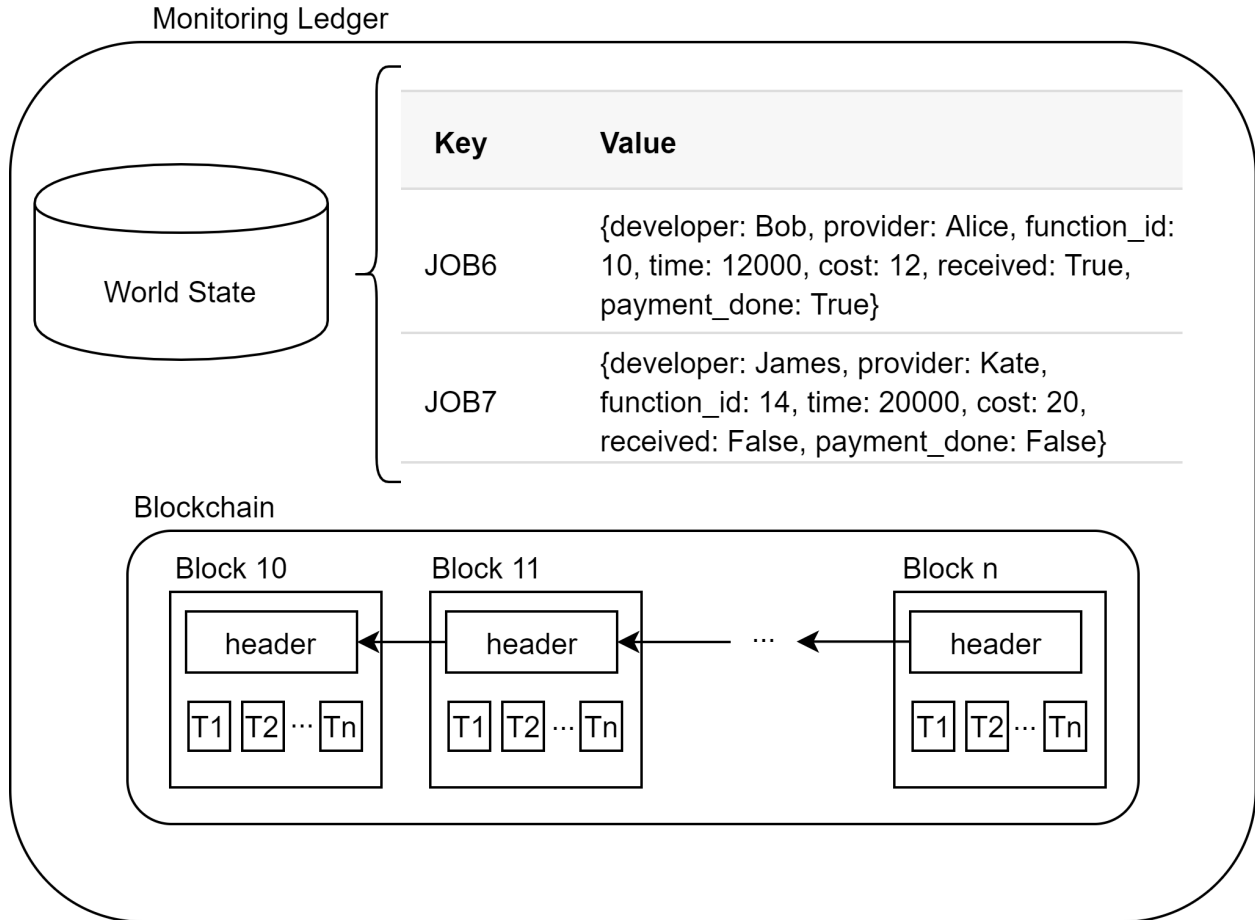 Monitoring Ledger
World State
Key Value
JOB6
{developer: Bob, provider: Alice, function_id:
10, time: 12000, cost: 12, received: True,
payment_done: True}
JOB7
{developer: James, provider: Kate,
function_id: 14, time: 20000, cost: 20,
received: False, payment_done: False}
Blockchain
Block 10 Block 11 Block n
header header ... header
T1 T2 ... Tn T1 T2 ... Tn T1 T2 ... Tn